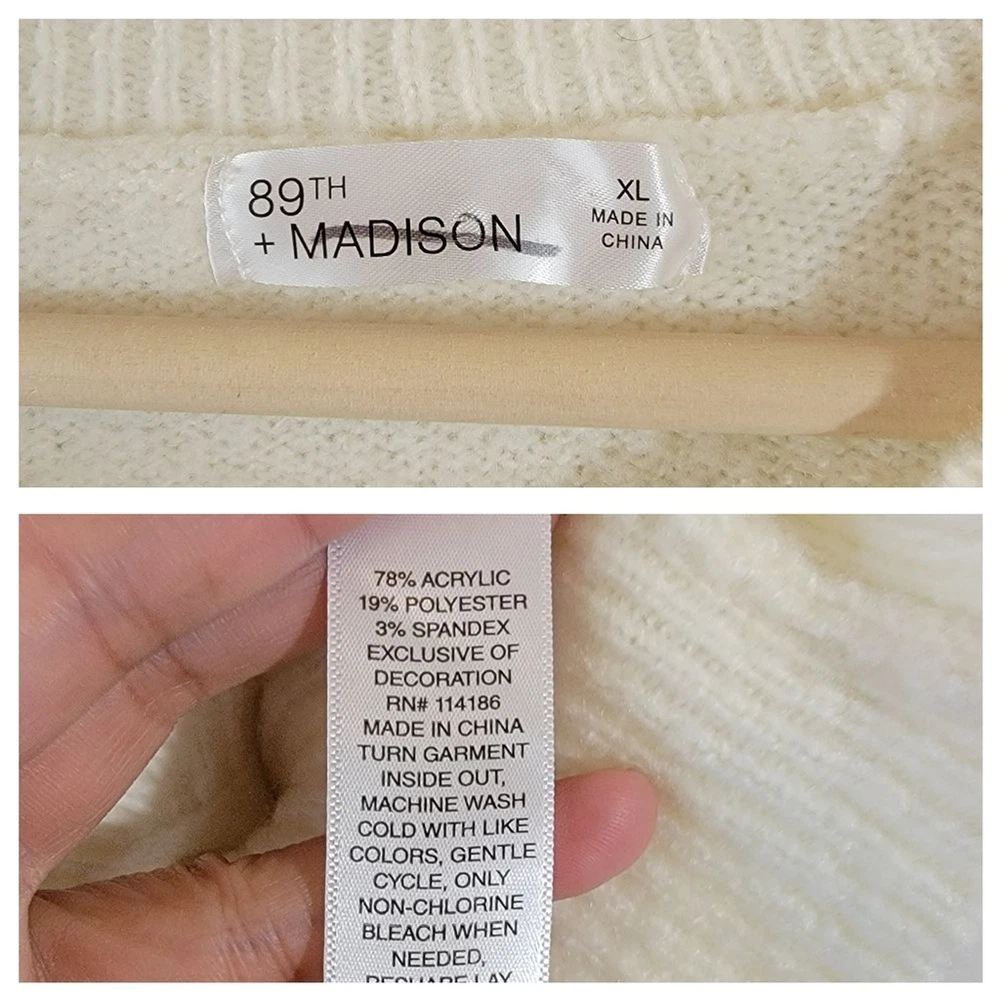 89TH
+ MADISON
XL
MADE IN
CHINA
78% ACRYLIC
19% POLYESTER
3% SPANDEX
EXCLUSIVE OF
DECORATION
RN# 114186
MADE IN CHINA
TURN GARMENT
INSIDE OUT,
MACHINE WASH
COLD WITH LIKE
COLORS, GENTLE
CYCLE, ONLY
NON-CHLORINE
BLEACH WHEN
NEEDED,
RESHAPE LAY